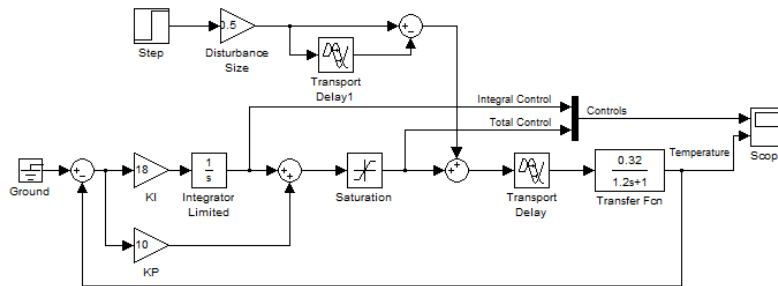 0.5
Step
Disturbance
Size
Transport
Delay1
Integral Control
Controls
Total Control
Temperature
Scop
Ground
18
KI
1
s
Integrator
Limited
Saturation
Transport
Delay
0.32
1.2s+1
Transfer Fcn
10
KP